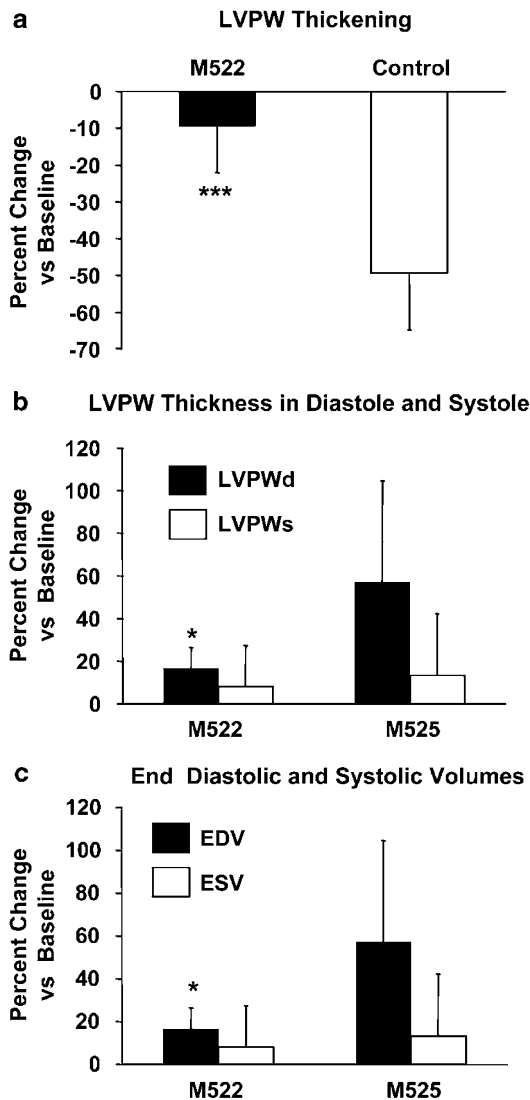 a
LVPW Thickening
M522 Control
0
-10
-20
-30
-40
-50
-60
-70
Percent Change
vs Baseline
***
b
LVPW Thickness in Diastole and Systole
120
100
80
60
40
20
0
Percent Change
vs Baseline
LVPWd
LVPWs
*
M522 M525
c
End Diastolic and Systolic Volumes
120
100
80
60
40
20
0
Percent Change
vs Baseline
EDV
ESV
*
M522 M525